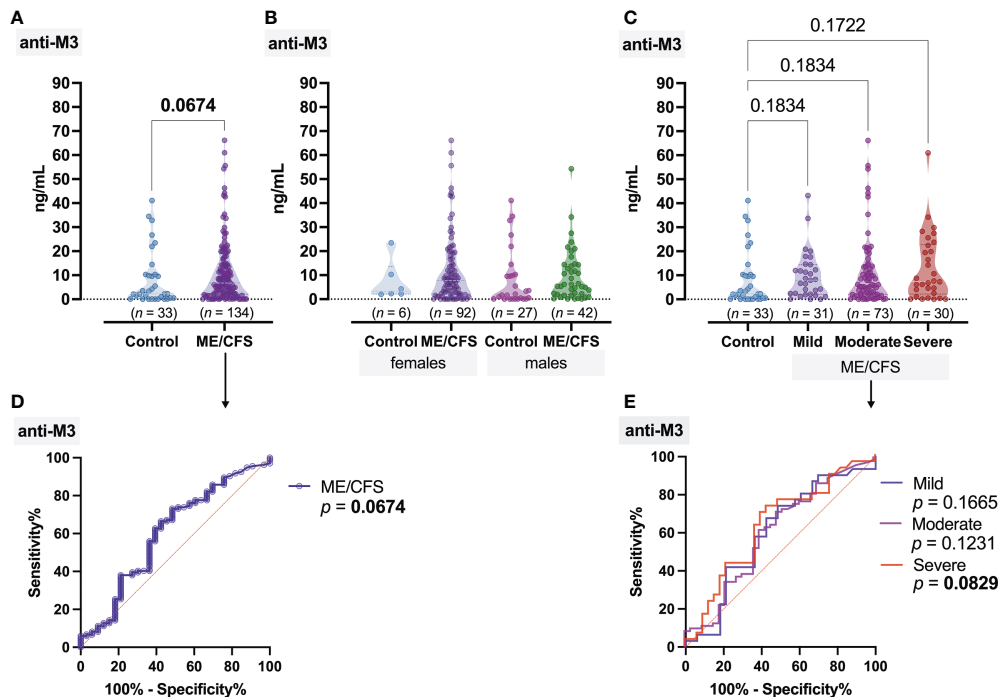 A
anti-M3
ng/mL
90
80
70
60
50
40
30
20
10
0
0.0674
(n = 33)
(n = 134)
Control
ME/CFS
B
anti-M3
ng/mL
90
80
70
60
50
40
30
20
10
0
(n = 6)
(n = 92)
(n = 27)
(n = 42)
Control
ME/CFS
Control
ME/CFS
females
males
C
anti-M3
0.1722
0.1834
0.1834
ng/mL
90
80
70
60
50
40
30
20
10
0
(n = 33)
(n = 31)
(n = 73)
(n = 30)
Control
Mild
Moderate
Severe
ME/CFS
D
anti-M3
Sensitivity%
100
80
60
40
20
0
0
20
40
60
80
100
100% - Specificity%
ME/CFS
p = 0.0674
E
anti-M3
Sensitivity%
100
80
60
40
20
0
0
20
40
60
80
100
100% - Specificity%
Mild
p = 0.1665
Moderate
p = 0.1231
Severe
p = 0.0829